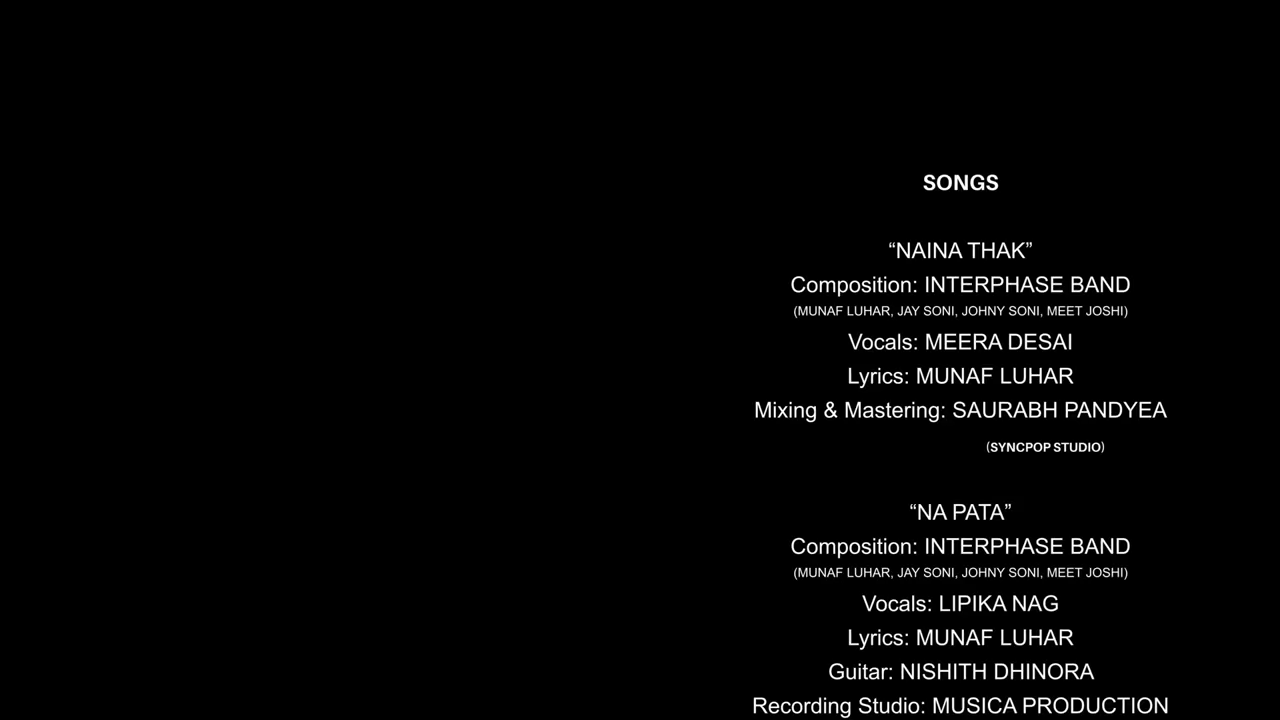 SONGS
“NAINA THAK”
Composition: INTERPHASE BAND
(MUNAF LUHAR, JAY SONI, JOHNY SONI, MEET JOSHI)
Vocals: MEERA DESAI
Lyrics: MUNAF LUHAR
Mixing & Mastering: SAURABH PANDYEA
(SYNCPOP STUDIO)
“NA PATA”
Composition: INTERPHASE BAND
(MUNAF LUHAR, JAY SONI, JOHNY SONI, MEET JOSHI)
Vocals: LIPIKA NAG
Lyrics: MUNAF LUHAR
Guitar: NISHITH DHINORA
Recording Studio: MUSICA PRODUCTION